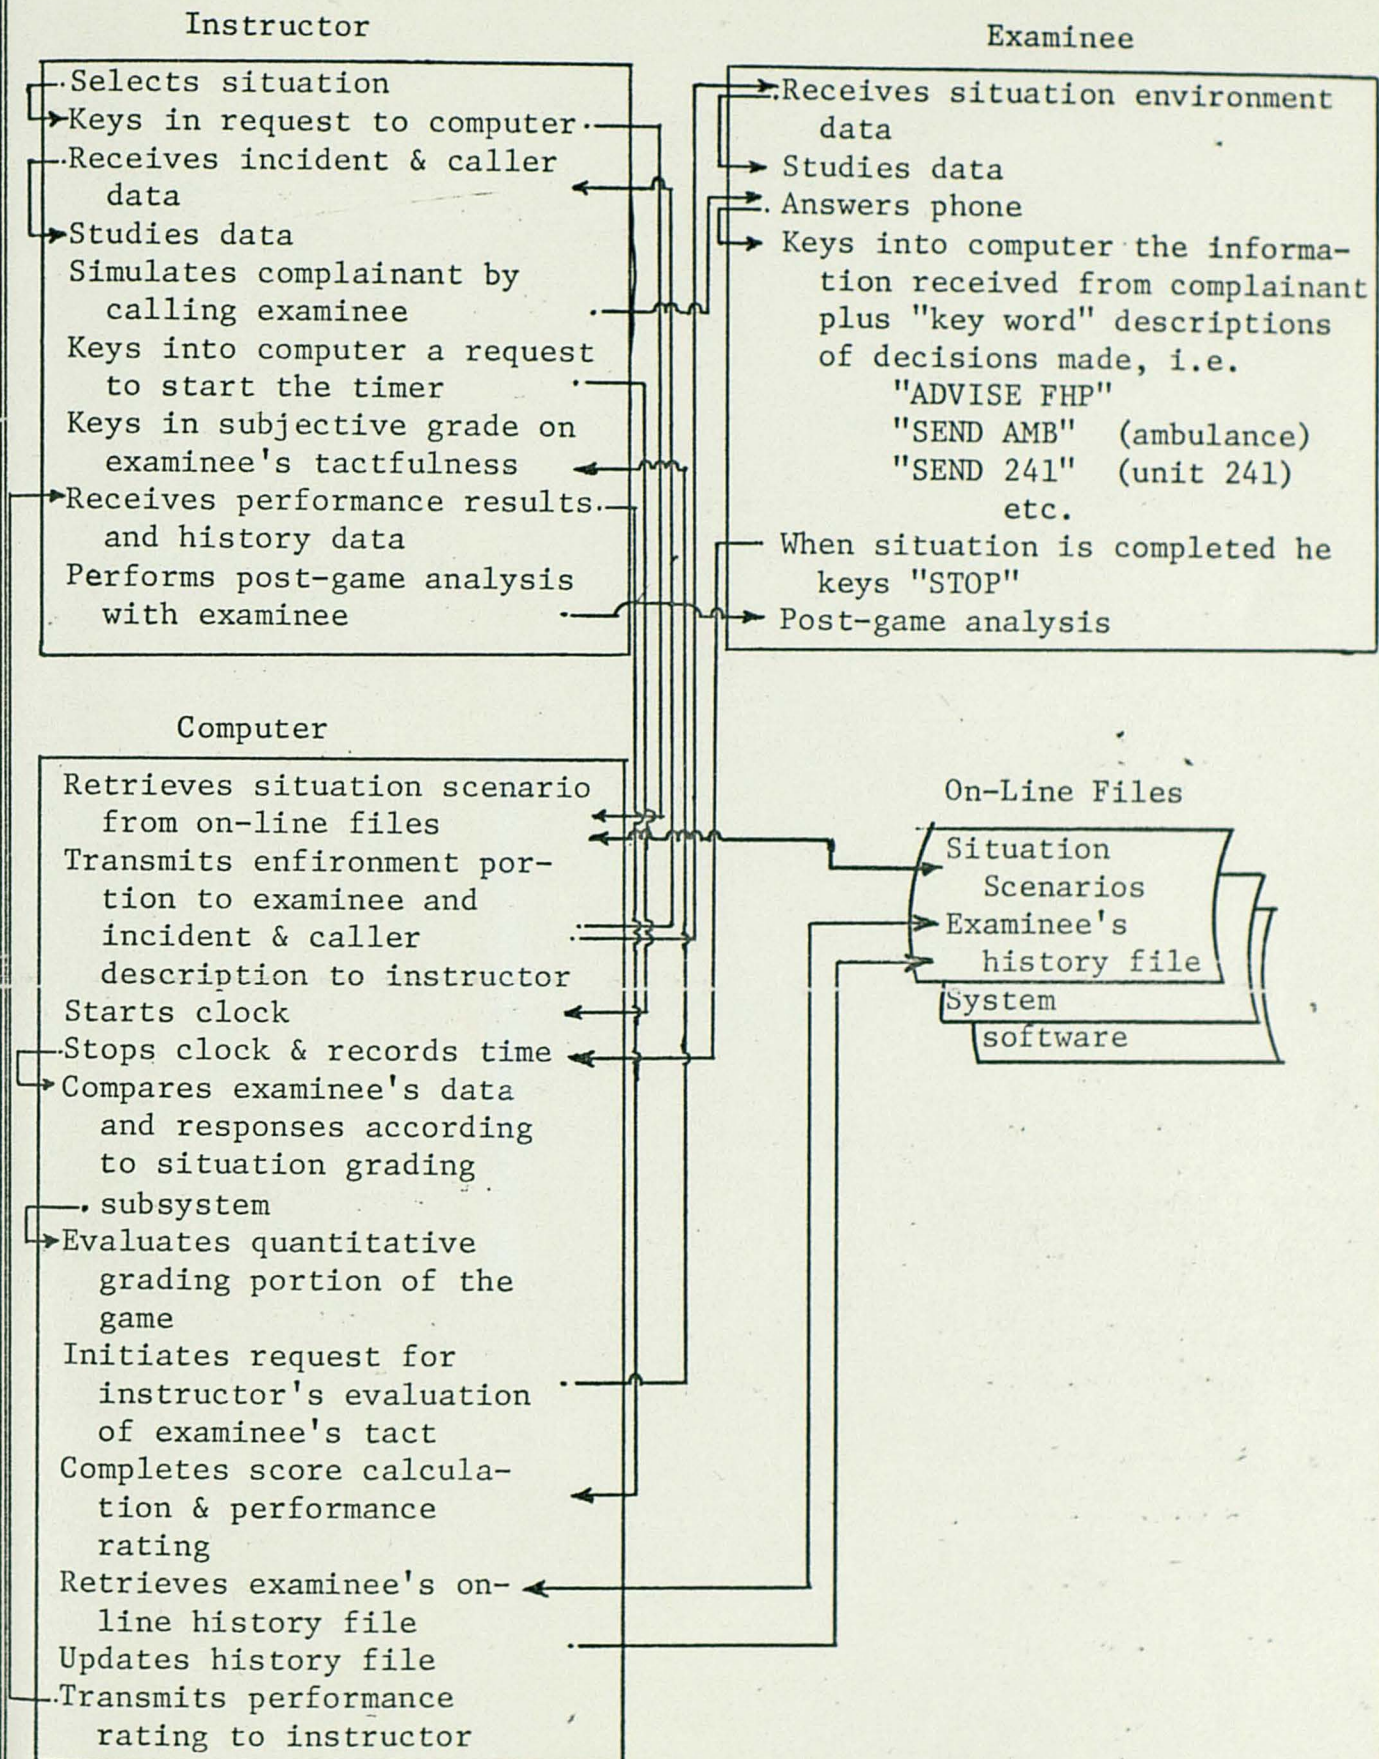 Instructor
Selects situation
Keys in request to computer
Receives incident & caller
data
Studies data
Simulates complainant by
calling examinee
Keys into computer a request
to start the timer
Keys in subjective grade on
examinee's tactfulness
Receives performance results
and history data
Performs post-game analysis
with examinee
Examinee
Receives situation environment
data
Studies data
Answers phone
Keys into computer the informa-
tion received from complainant
plus "key word" descriptions
of decisions made, i.e.
"ADVISE FHP"
"SEND AMB" (ambulance)
"SEND 241" (unit 241)
etc.
When situation is completed he
keys "STOP"
Post-game analysis
Computer
Retrieves situation scenario
from on-line files
Transmits enfironment por-
tion to examinee and
incident & caller
description to instructor
Starts clock
Stops clock & records time
Compares examinee's data
and responses according
to situation grading
subsystem
Evaluates quantitative
grading portion of the
game
Initiates request for
instructor's evaluation
of examinee's tact
Completes score calcula-
tion & performance
rating
Retrieves examinee's on-
line history file
Updates history file
Transmits performance
rating to instructor
On-Line Files
Situation
Scenarios
Examinee's
history file
System
software